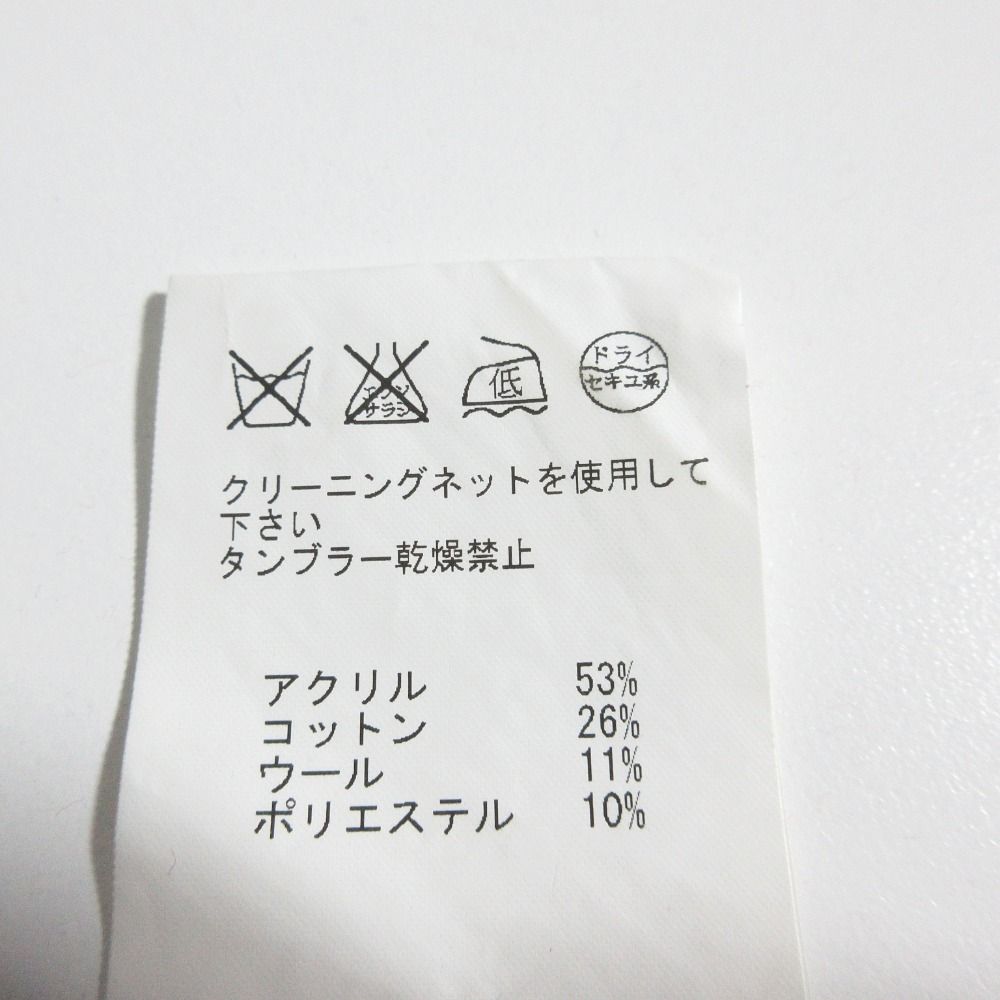 エンソ
サラシ
低
ドライ
セキユ系
クリーニングネットを使用して
下さい
タンブラー乾燥禁止
アクリル 53%
コットン 26%
ウール 11%
ポリエステル 10%